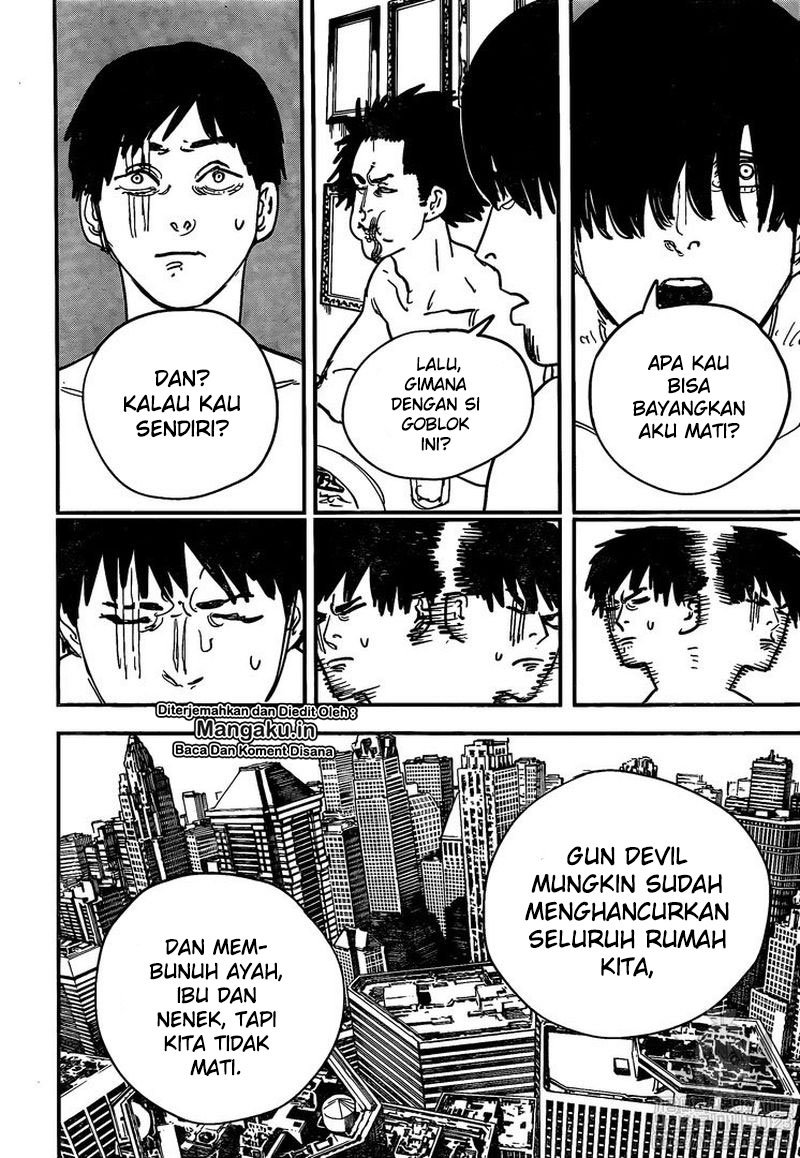 APA KAU
BISA
BAYANGKAN
AKU MATI?
LALU,
GIMANA
DENGAN SI
GOBLOK
INI?
DAN?
KALAU KAU
SENDIRI?
Diterjemahkan dan Diedit Oleh :
Mangaku.in
Baca Dan Koment Disana
GUN DEVIL
MUNGKIN SUDAH
MENGHANCURKAN
SELURUH RUMAH
KITA,
DAN MEM-
BUNUH AYAH,
IBU DAN
NENEK, TAPI
KITA TIDAK
MATI.